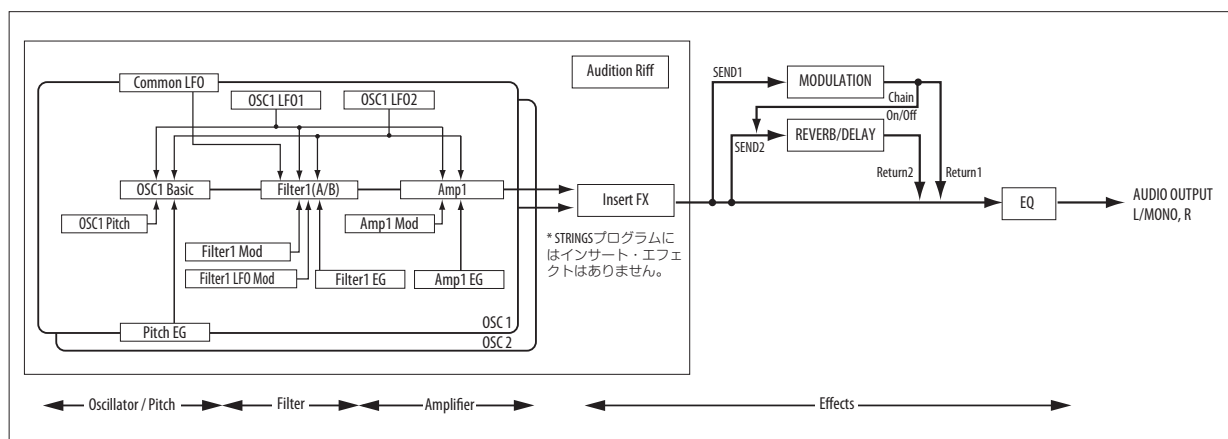 Common LFO
Audition Riff
OSC1 LFO1
OSC1 LFO2
OSC1 Basic
Filter1(A/B)
Amp1
OSC1 Pitch
Amp1 Mod
Filter1 Mod
Filter1 LFO Mod
Filter1 EG
Amp1 EG
Pitch EG
OSC 1
OSC 2
Insert FX
* STRINGSプログラムに
はインサート・エフェ
クトはありません。
SEND1
MODULATION
Chain
On/Off
SEND2
REVERB/DELAY
Return2
Return1
EQ
AUDIO OUTPUT
L/MONO, R
Oscillator / Pitch
Filter
Amplifier
Effects